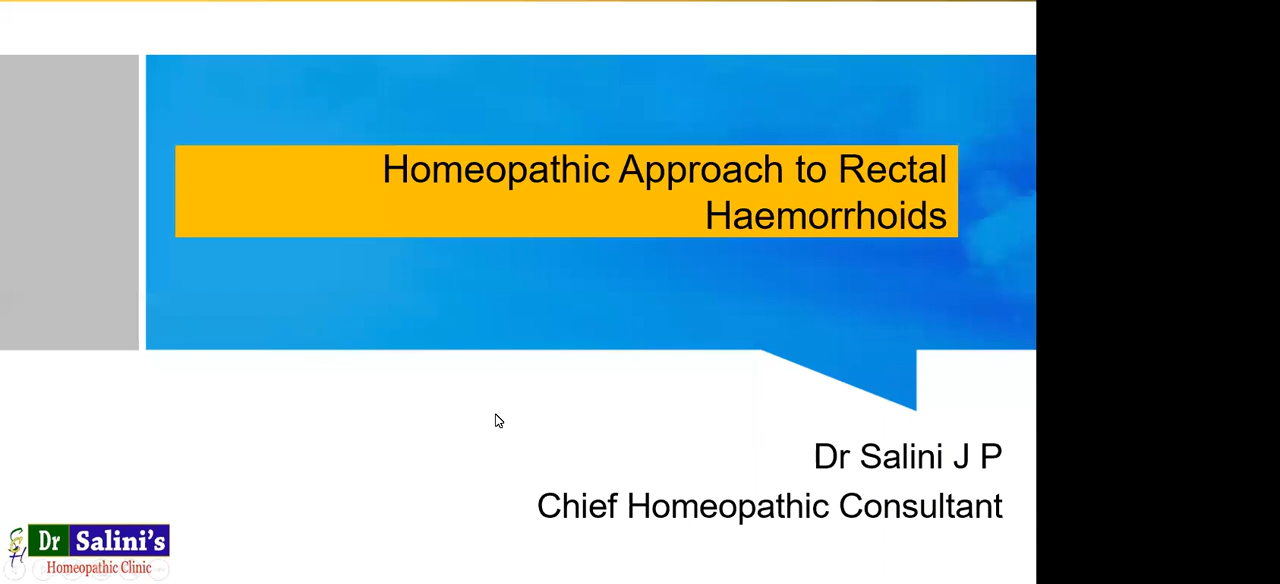 Homeopathic Approach to Rectal
Haemorrhoids
Dr Salini J P
Chief Homeopathic Consultant
Dr Salini's
Homeopathic Clinic